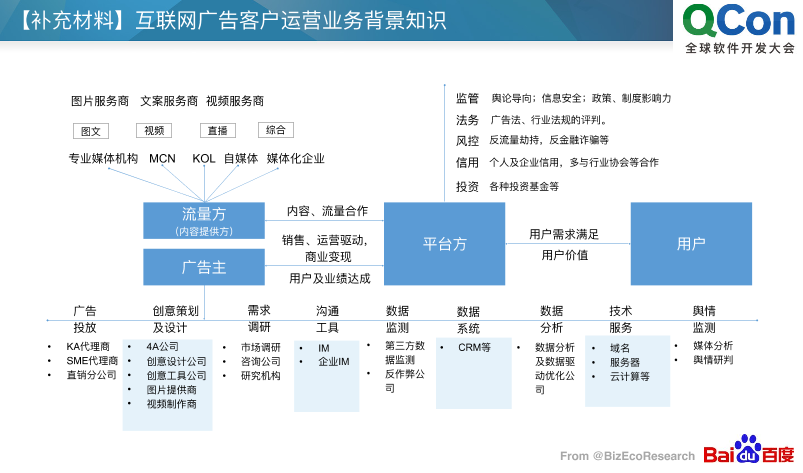 【补充材料】互联网广告客户运营业务背景知识
QCon
全球软件开发大会
图片服务商 文案服务商 视频服务商
图文 视频 直播 综合
专业媒体机构 MCN KOL 自媒体 媒体化企业
监管 舆论导向；信息安全；政策、制度影响力
法务 广告法、行业法规的评判。
风控 反流量劫持，反金融诈骗等
信用 个人及企业信用，多与行业协会等合作
投资 各种投资基金等
流量方
（内容提供方）
广告主
内容、流量合作
销售、运营驱动，
商业变现
用户及业绩达成
平台方
用户需求满足
用户价值
用户
广告
投放
• KA代理商
• SME代理商
• 直销分公司
创意策划
及设计
• 4A公司
• 创意设计公司
• 创意工具公司
• 图片提供商
• 视频制作商
需求
调研
• 市场调研
• 咨询公司
• 研究机构
沟通
工具
• IM
• 企业IM
数据
监测
• 第三方数
据监测
• 反作弊公
司
数据
系统
• CRM等
数据
分析
• 数据分析
及数据驱
动优化公
司
技术
服务
• 域名
• 服务器
• 云计算等
舆情
监测
• 媒体分析
• 舆情研判
From @BizEcoResearch
Bai du 百度